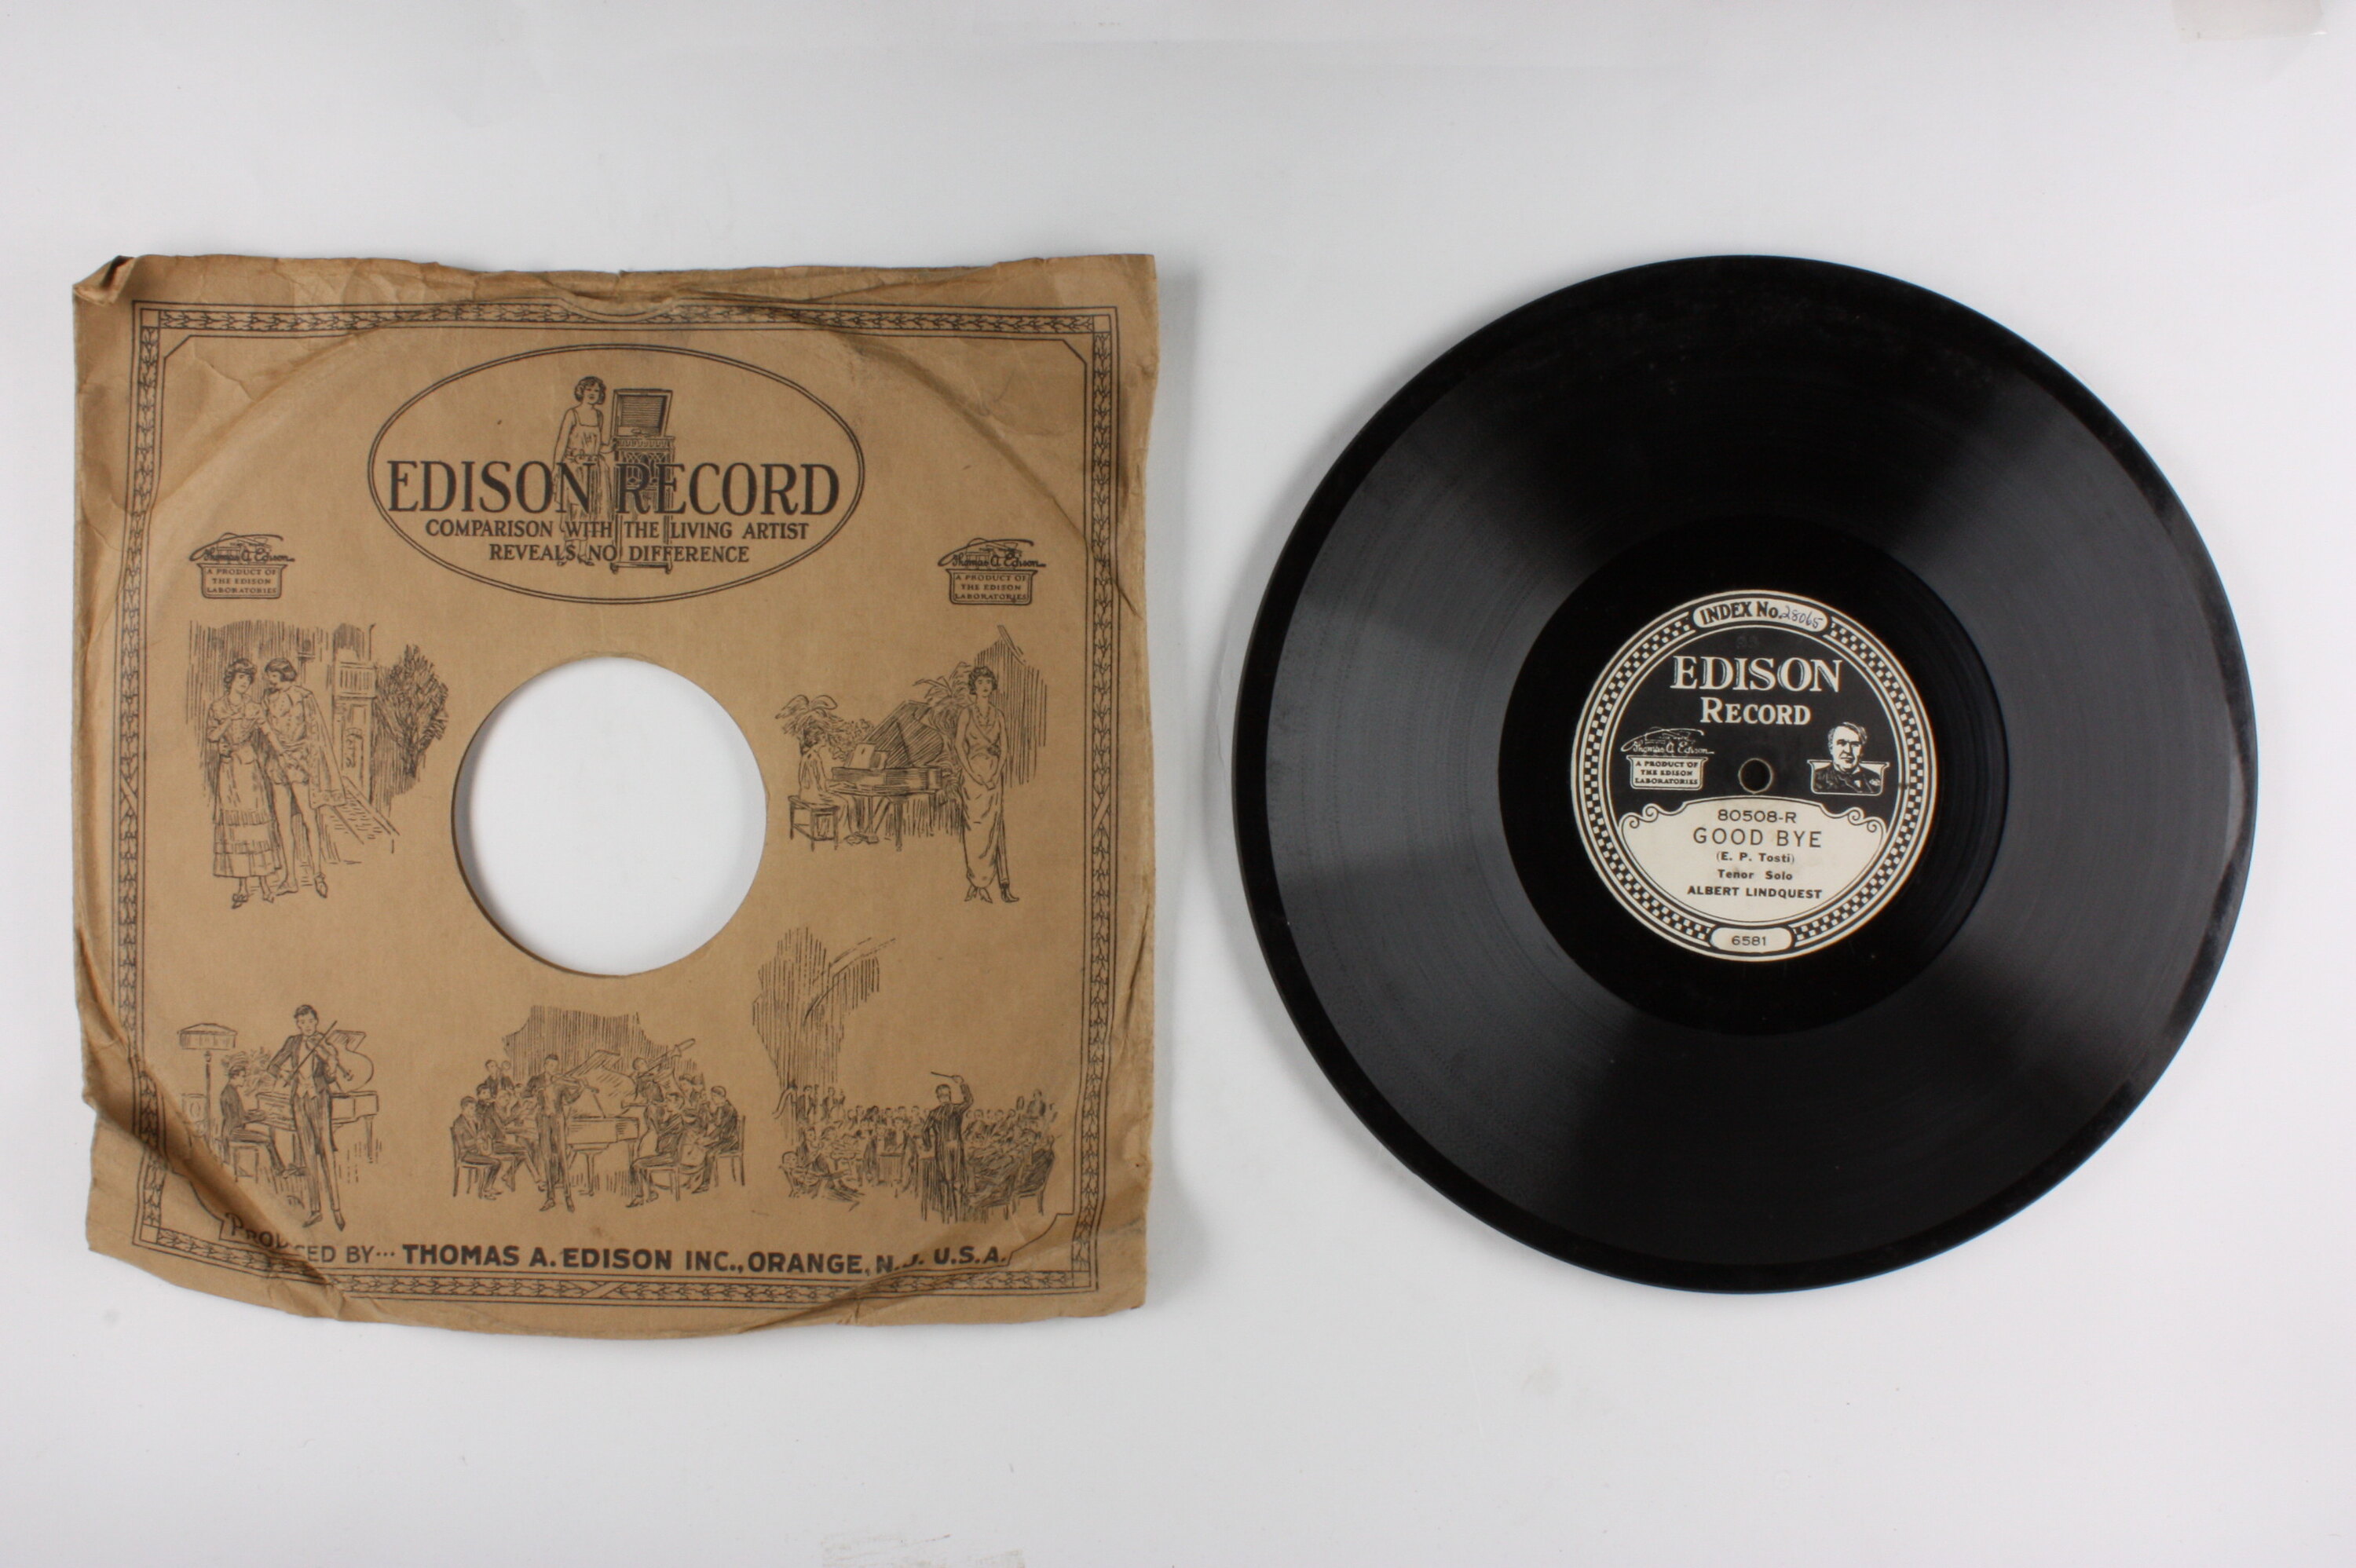 EDISON RECORD
COMPARISON WITH THE LIVING ARTIST
REVEALS NO DIFFERENCE
Thomas A. Edison
A PRODUCT OF
THE EDISON
LABORATORIES
Thomas A. Edison
A PRODUCT OF
THE EDISON
LABORATORIES
PRODUCED BY... THOMAS A. EDISON INC., ORANGE, N. J. U.S.A.
INDEX No. 28065
EDISON
RECORD
Thomas A. Edison
A PRODUCT OF
THE EDISON
LABORATORIES
80508-R
GOOD BYE
(E. P. Tosti)
Tenor Solo
ALBERT LINDQUEST
6581